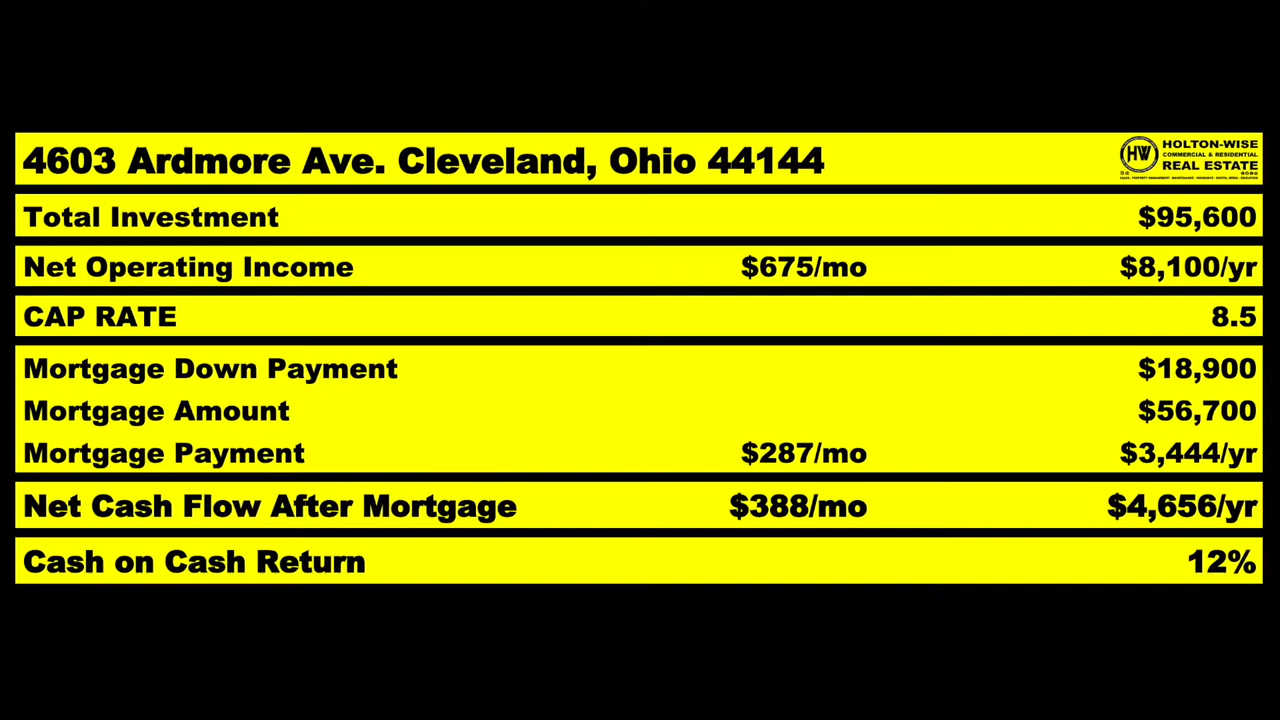 4603 Ardmore Ave. Cleveland, Ohio 44144
HW
HOLTON-WISE
COMMERCIAL & RESIDENTIAL
REAL ESTATE
Total Investment $95,600
Net Operating Income $675/mo $8,100/yr
CAP RATE 8.5
Mortgage Down Payment $18,900
Mortgage Amount $56,700
Mortgage Payment $287/mo $3,444/yr
Net Cash Flow After Mortgage $388/mo $4,656/yr
Cash on Cash Return 12%